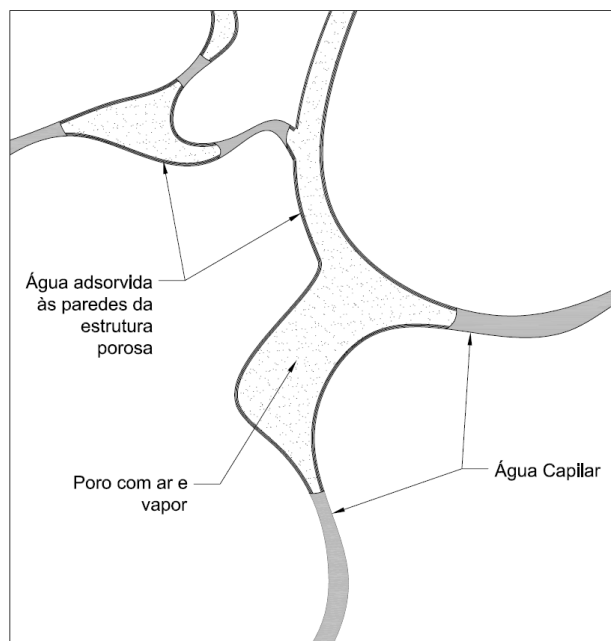 Água adsorvida
às paredes da
estrutura
porosa
Poro com ar e
vapor
Água Capilar